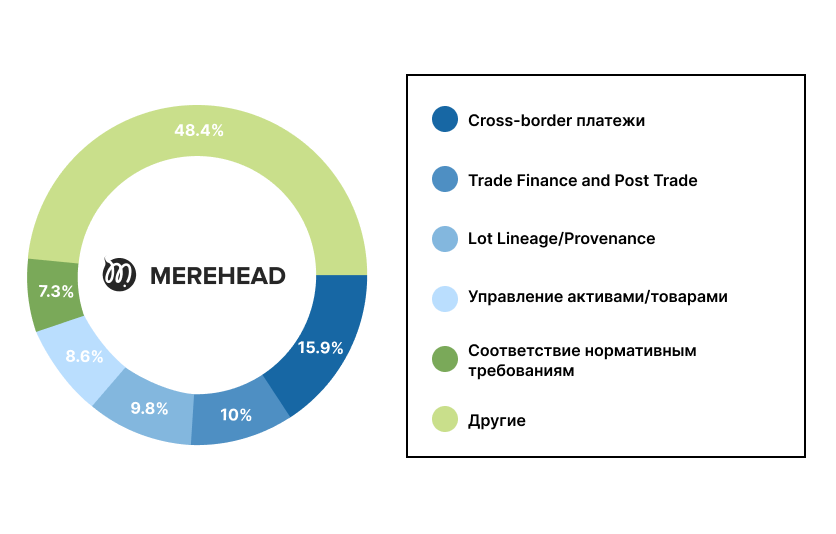 48.4%
7.3%
MEREHEAD
15.9%
8.6%
9.8%
10%
Cross-border платежи
Trade Finance and Post Trade
Lot Lineage/Provenance
Управление активами/товарами
Соответствие нормативным
требованиям
Другие